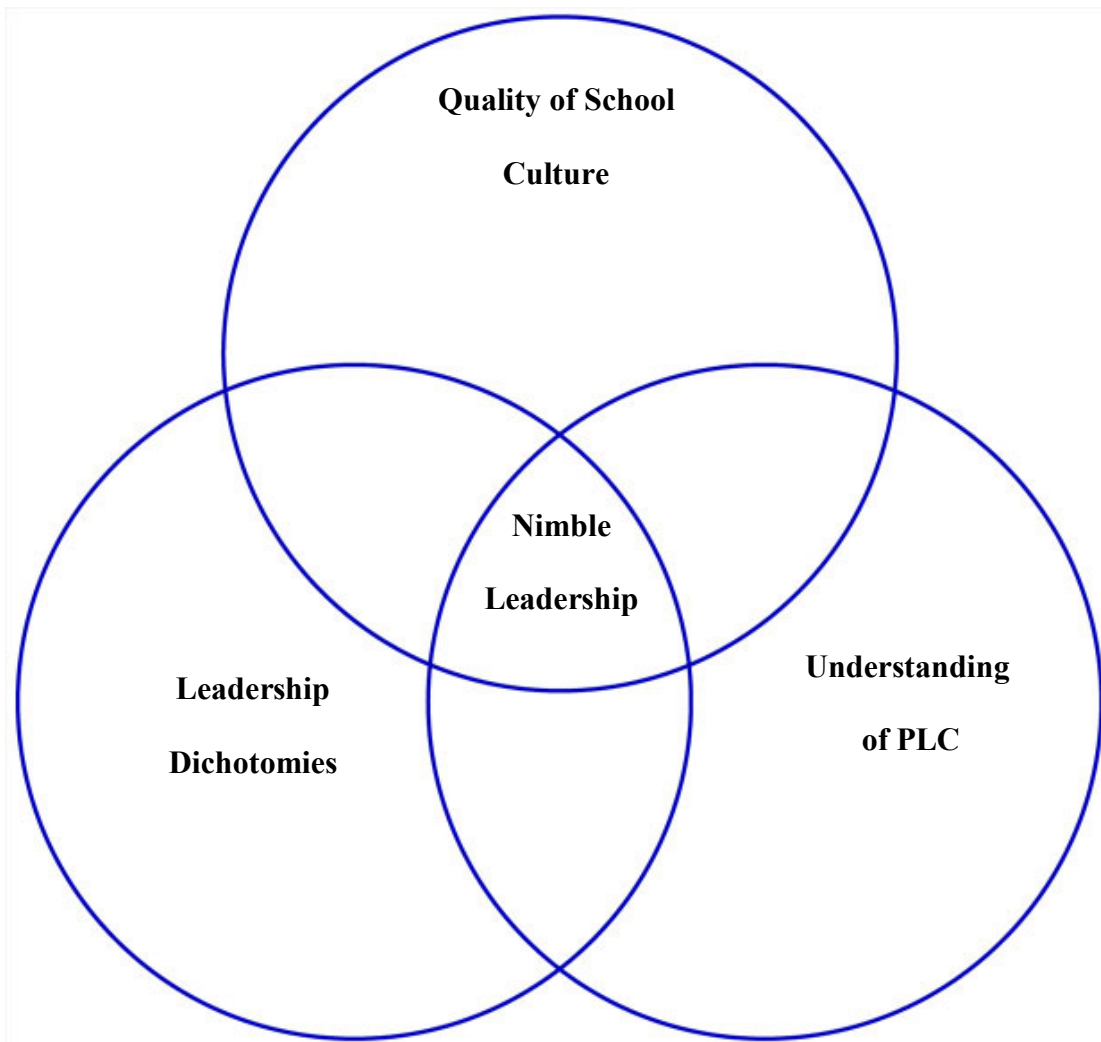 Quality of School
Culture
Nimble
Leadership
Leadership
Dichotomies
Understanding
of PLC